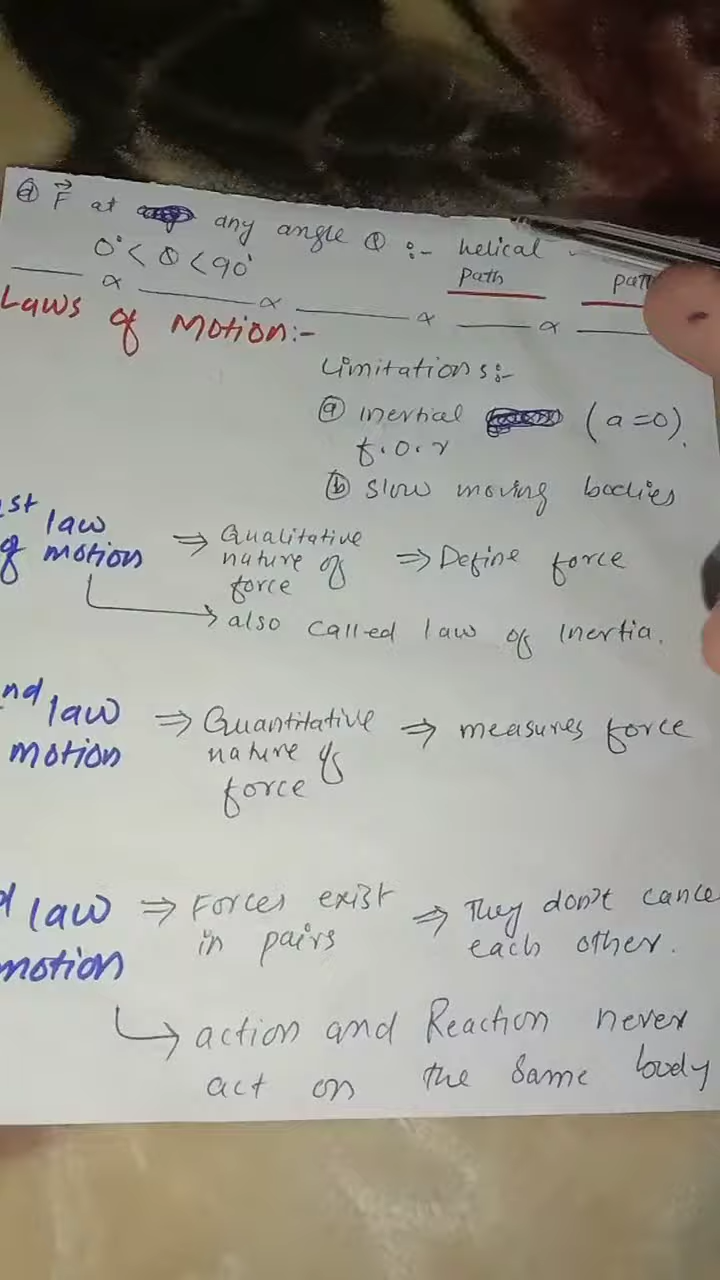 ⓓ F⃗ at any angle θ :- helical
0° < θ < 90° path
Laws of Motion:-
Limitations:-
ⓐ inertial (a=0).
f.o.r
ⓑ slow moving bodies
st law ⇒ Qualitative ⇒ Define force
of motion nature of
force
also called law of Inertia.
nd law ⇒ Quantitative ⇒ measures force
motion nature of
force
d law ⇒ Forces exist ⇒ They don't cance
motion in pairs each other.
action and Reaction never
act on the same body